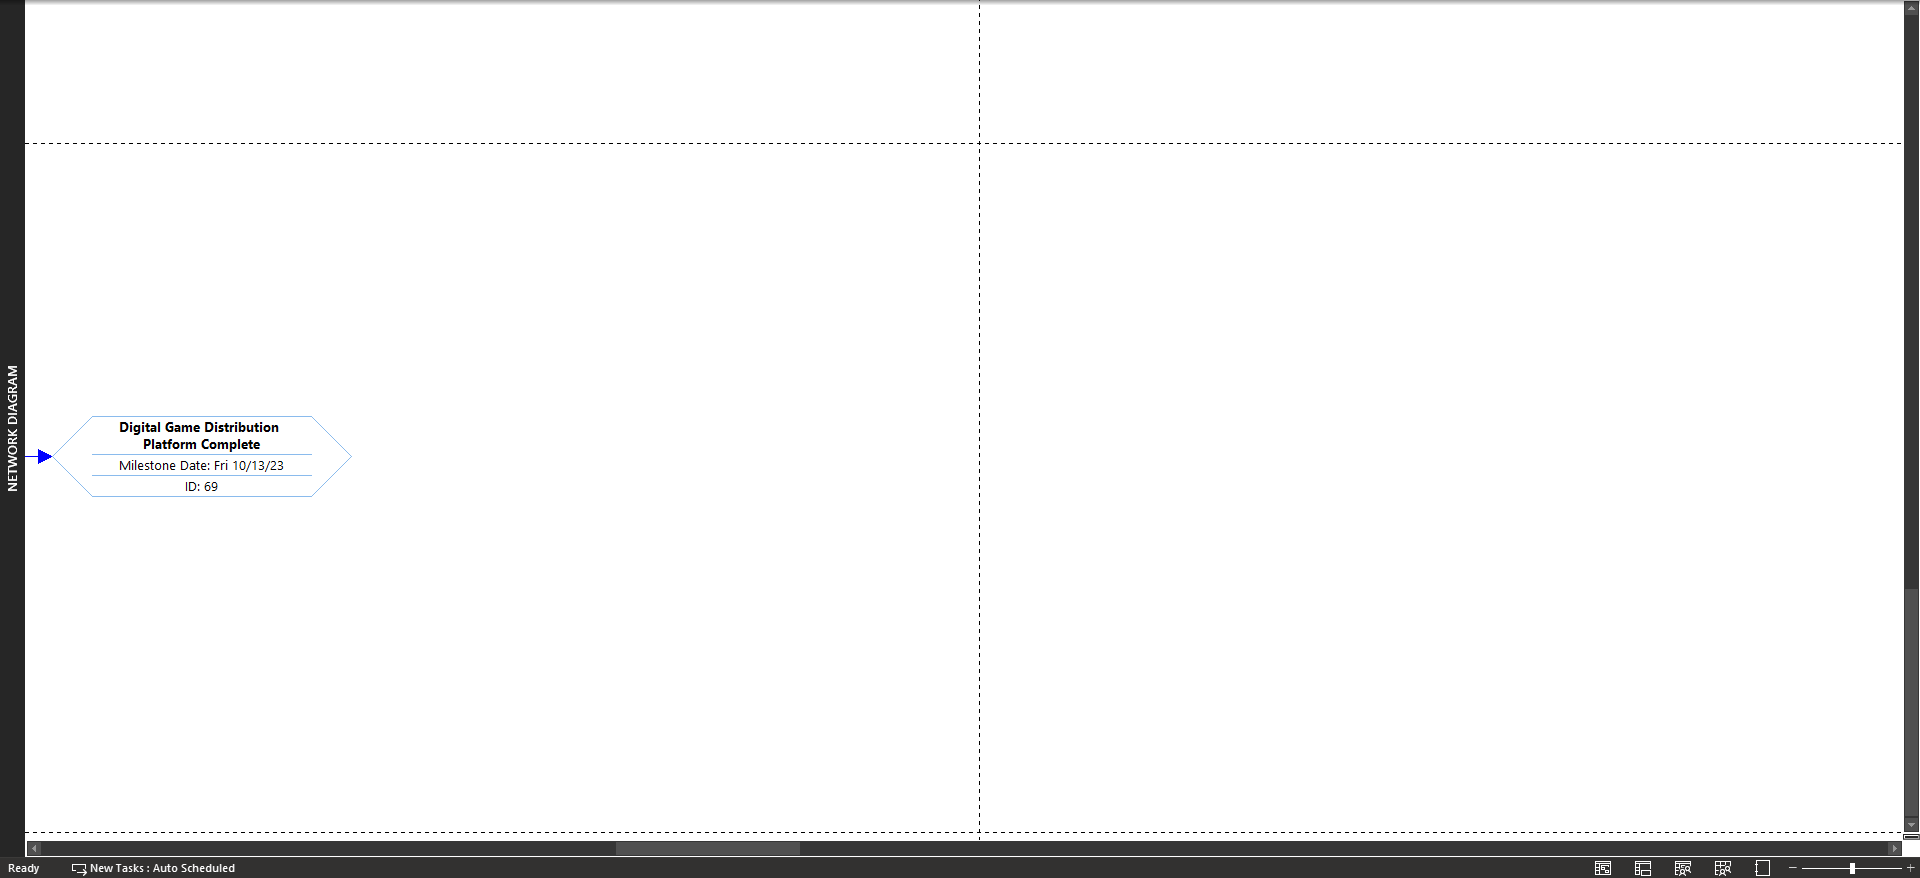 NETWORK DIAGRAM
Digital Game Distribution
Platform Complete
Milestone Date: Fri 10/13/23
ID: 69
Ready
New Tasks : Auto Scheduled